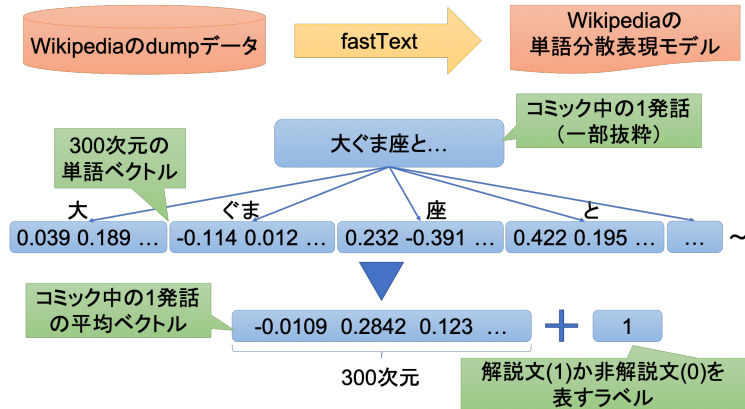 Wikipediaのdumpデータ
fastText
Wikipediaの
単語分散表現モデル
コミック中の1発話
(一部抜粋)
300次元の
単語ベクトル
大ぐま座と…
大 ぐま 座 と
0.039 0.189 … -0.114 0.012 … 0.232 -0.391 … 0.422 0.195 … … ~
コミック中の1発話
の平均ベクトル
-0.0109 0.2842 0.123 … + 1
300次元
解説文(1)か非解説文(0)を
表すラベル